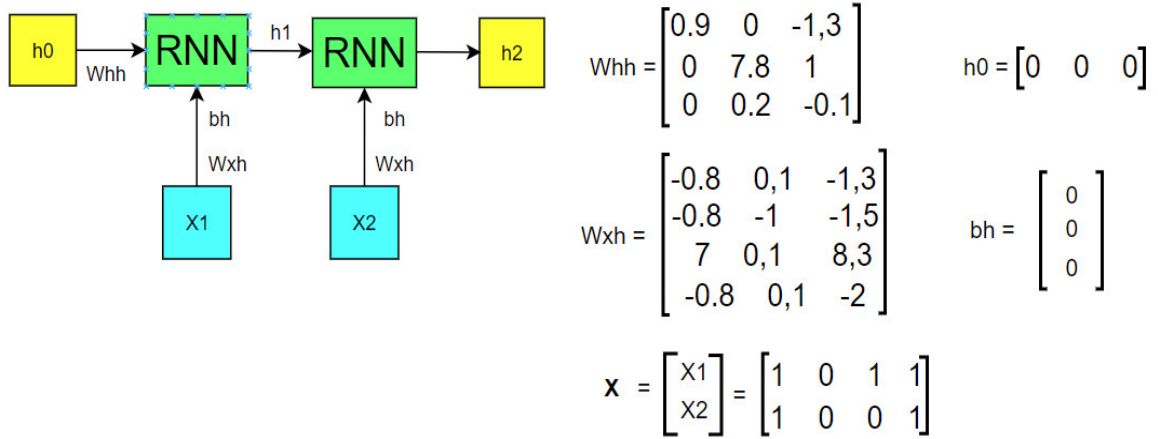 h0
Whh
RNN
h1
RNN
h2
bh
Wxh
bh
Wxh
X1
X2
Whh =
0.9 0 -1,3
0 7.8 1
0 0.2 -0.1
h0 = [0 0 0]
Wxh =
-0.8 0,1 -1,3
-0.8 -1 -1,5
7 0,1 8,3
-0.8 0,1 -2
bh =
0
0
0
X = [X1 X2] =
1 0 1 1
1 0 0 1